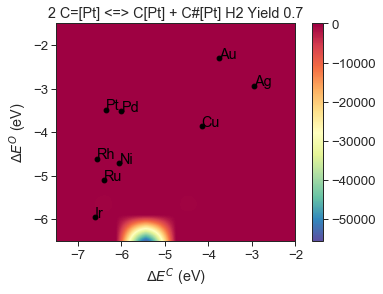 2 C=[Pt] <=> C[Pt] + C#[Pt] H2 Yield 0.7
ΔE^O (eV)
−2
−3
−4
−5
−6
Au
Ag
Pt Pd
Cu
Rh Ni
Ru
Ir
−7 −6 −5 −4 −3 −2
ΔE^C (eV)
0
−10000
−20000
−30000
−40000
−50000